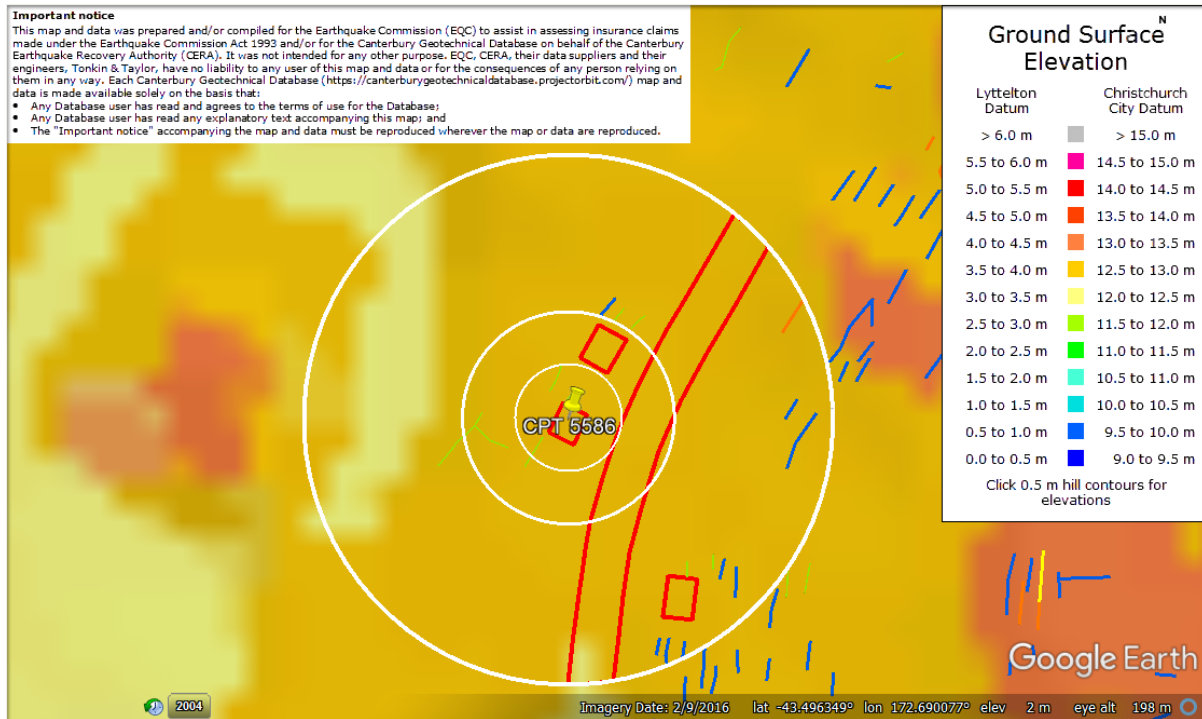 Important notice
This map and data was prepared and/or compiled for the Earthquake Commission (EQC) to assist in assessing insurance claims
made under the Earthquake Commission Act 1993 and/or for the Canterbury Geotechnical Database on behalf of the Canterbury
Earthquake Recovery Authority (CERA). It was not intended for any other purpose. EQC, CERA, their data suppliers and their
engineers, Tonkin & Taylor, have no liability to any user of this map and data or for the consequences of any person relying on
them in any way. Each Canterbury Geotechnical Database (https://canterburygeotechnicaldatabase.projectorbit.com/) map and
data is made available solely on the basis that:
• Any Database user has read and agrees to the terms of use for the Database;
• Any Database user has read any explanatory text accompanying this map; and
• The "Important notice" accompanying the map and data must be reproduced wherever the map or data are reproduced.
N
Ground Surface
Elevation
Lyttelton Datum Christchurch City Datum
> 6.0 m > 15.0 m
5.5 to 6.0 m 14.5 to 15.0 m
5.0 to 5.5 m 14.0 to 14.5 m
4.5 to 5.0 m 13.5 to 14.0 m
4.0 to 4.5 m 13.0 to 13.5 m
3.5 to 4.0 m 12.5 to 13.0 m
3.0 to 3.5 m 12.0 to 12.5 m
2.5 to 3.0 m 11.5 to 12.0 m
2.0 to 2.5 m 11.0 to 11.5 m
1.5 to 2.0 m 10.5 to 11.0 m
1.0 to 1.5 m 10.0 to 10.5 m
0.5 to 1.0 m 9.5 to 10.0 m
0.0 to 0.5 m 9.0 to 9.5 m
Click 0.5 m hill contours for
elevations
CPT 5586
Google Earth
2004
Imagery Date: 2/9/2016 lat -43.496349° lon 172.690077° elev 2 m eye alt 198 m